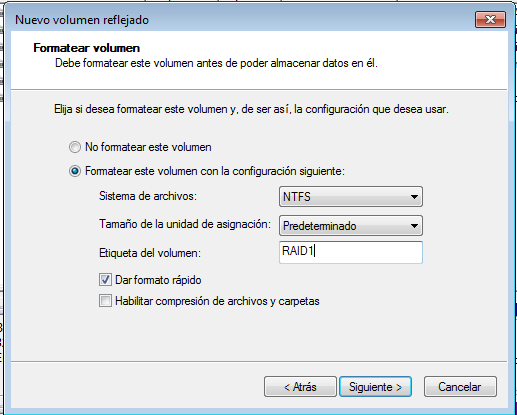 Nuevo volumen reflejado
Formatear volumen
Debe formatear este volumen antes de poder almacenar datos en él.
Elija si desea formatear este volumen y, de ser así, la configuración que desea usar.
No formatear este volumen
Formatear este volumen con la configuración siguiente:
Sistema de archivos: NTFS
Tamaño de la unidad de asignación: Predeterminado
Etiqueta del volumen: RAID1
Dar formato rápido
Habilitar compresión de archivos y carpetas
< Atrás Siguiente > Cancelar